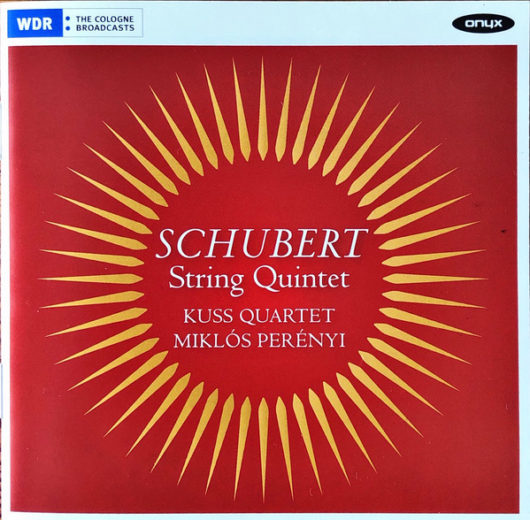 WDR THE COLOGNE
BROADCASTS
onyx
SCHUBERT
String Quintet
KUSS QUARTET
MIKLÓS PERÉNYI